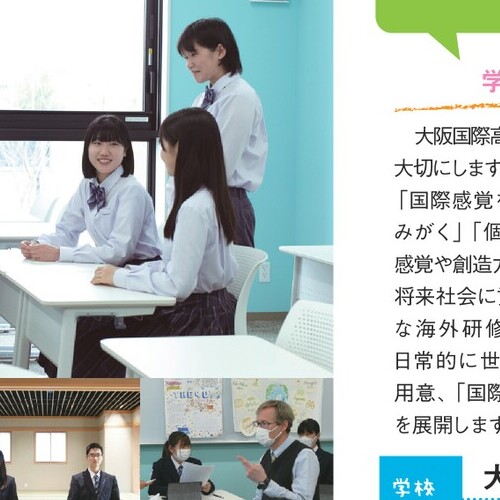 学
大阪国際高
大切にします
「国際感覚を
みがく」「個
感覚や創造力
将来社会に貢
な海外研修
日常的に世
用意、「国際
を展開します
学校
大